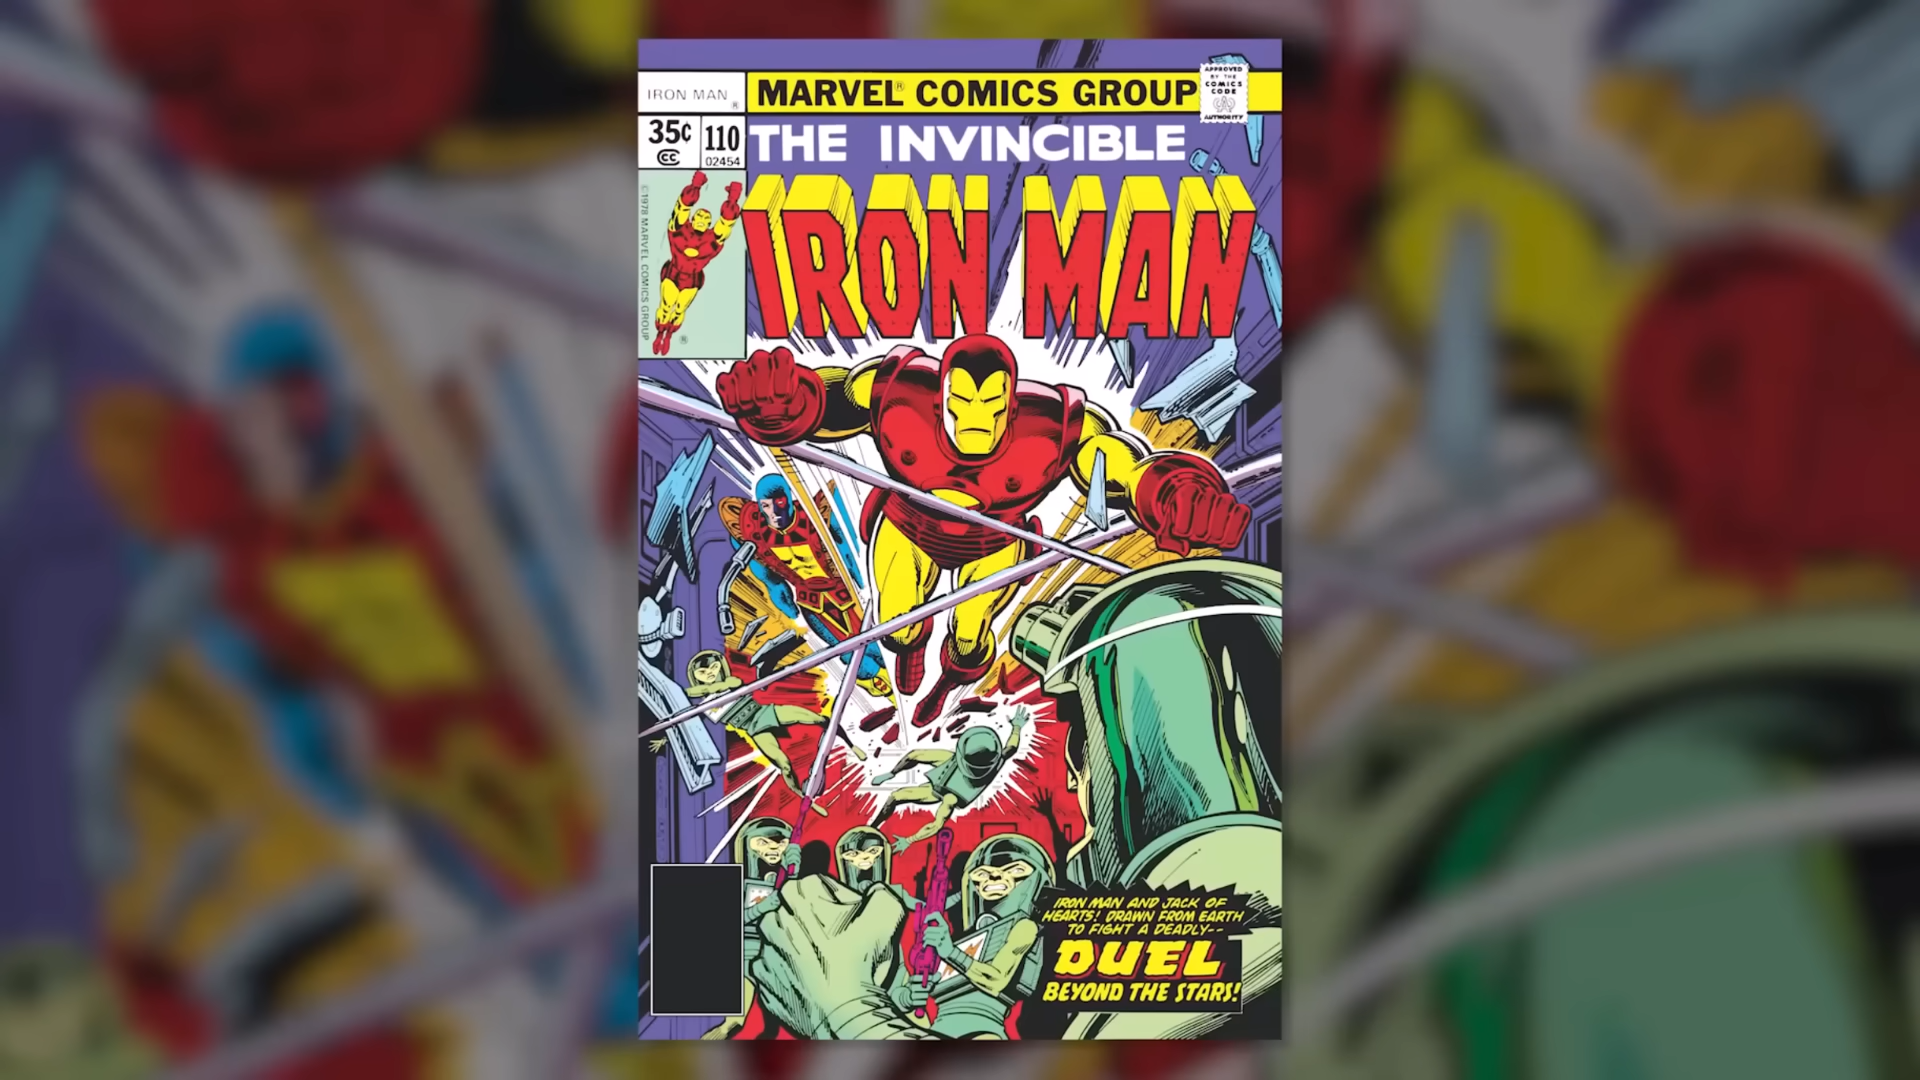 IRON MAN ®
MARVEL® COMICS GROUP
APPROVED
BY THE
COMICS
CODE
AUTHORITY
35¢
CC
110
02454
THE INVINCIBLE
IRON MAN
©1978 MARVEL COMICS GROUP
®
IRON MAN AND JACK OF
HEARTS! DRAWN FROM EARTH
TO FIGHT A DEADLY--
DUEL
BEYOND THE STARS!